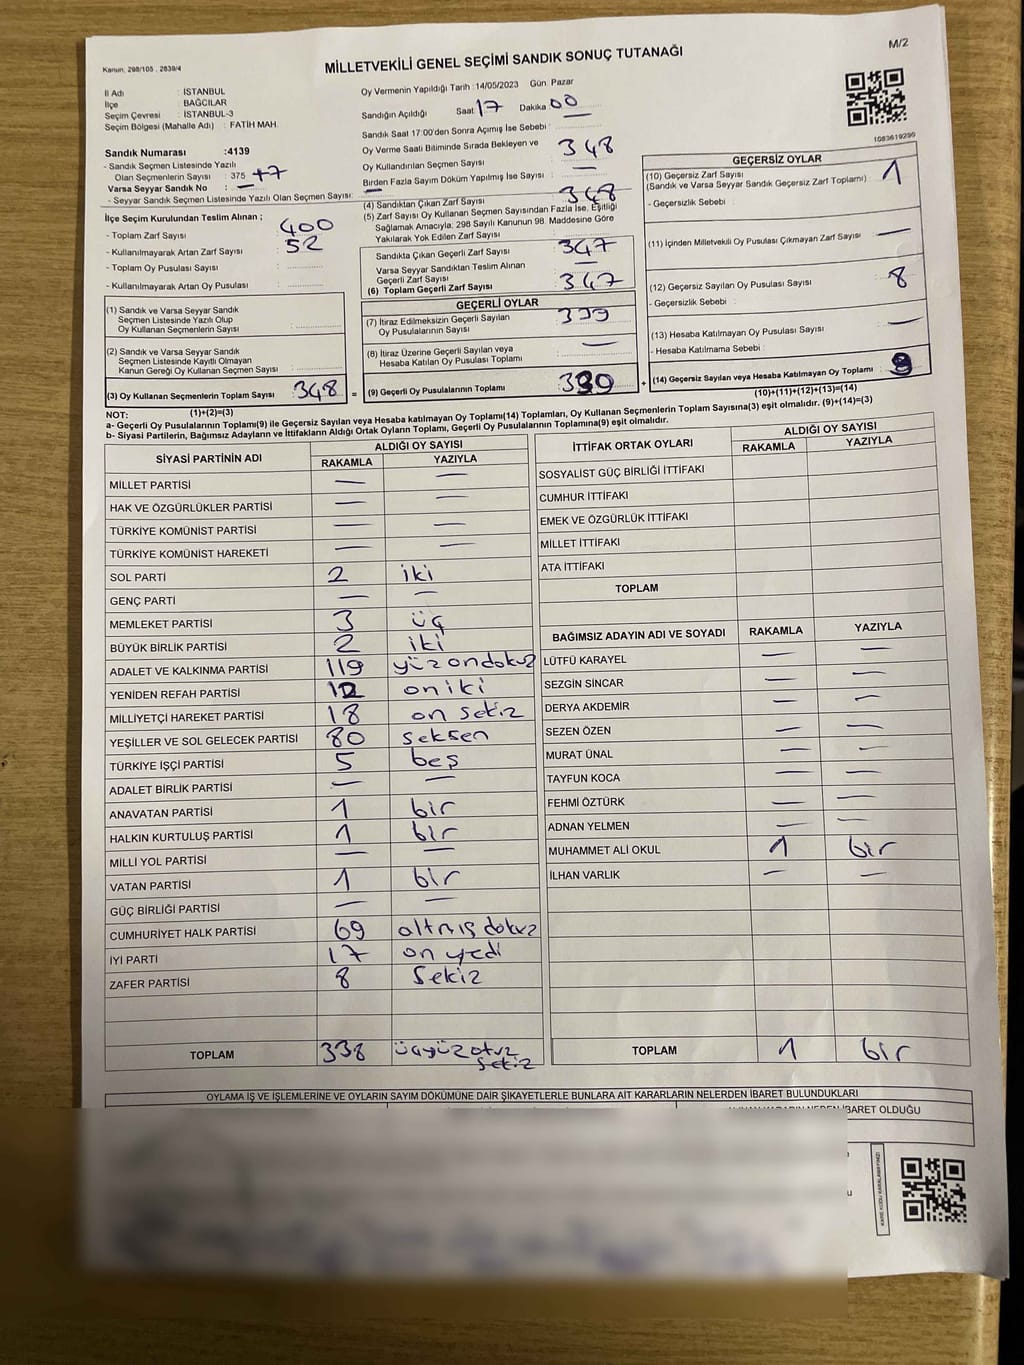 Kanun, 298/105 , 2839/4
MİLLETVEKİLİ GENEL SEÇİMİ SANDIK SONUÇ TUTANAĞI
M/2
İl Adı : İSTANBUL
İlçe : BAĞCILAR
Seçim Çevresi : İSTANBUL-3
Seçim Bölgesi (Mahalle Adı) : FATİH MAH.
Sandık Numarası :4139
- Sandık Seçmen Listesinde Yazılı
Olan Seçmenlerin Sayısı : 375 +7
Varsa Seyyar Sandık No : —
- Seyyar Sandık Seçmen Listesinde Yazılı Olan Seçmen Sayısı: —
İlçe Seçim Kurulundan Teslim Alınan ;
- Toplam Zarf Sayısı : 400
- Kullanılmayarak Artan Zarf Sayısı : 52
- Toplam Oy Pusulası Sayısı :
- Kullanılmayarak Artan Oy Pusulası :
(1) Sandık ve Varsa Seyyar Sandık
Seçmen Listesinde Yazılı Olup
Oy Kullanan Seçmenlerin Sayısı :
(2) Sandık ve Varsa Seyyar Sandık
Seçmen Listesinde Kayıtlı Olmayan
Kanun Gereği Oy Kullanan Seçmen Sayısı :
(3) Oy Kullanan Seçmenlerin Toplam Sayısı : 348 =
(1)+(2)=(3)
Oy Vermenin Yapıldığı Tarih :14/05/2023 Gün: Pazar
Sandığın Açıldığı Saat 17 Dakika 00
Sandık Saat 17:00'den Sonra Açımış İse Sebebi : —
Oy Verme Saati Bitiminde Sırada Bekleyen ve
Oy Kullandırılan Seçmen Sayısı : 348
Birden Fazla Sayım Döküm Yapılmış İse Sayısı : —
(4) Sandıktan Çıkan Zarf Sayısı : 348
(5) Zarf Sayısı Oy Kullanan Seçmen Sayısından Fazla İse, Eşitliği
Sağlamak Amacıyla; 298 Sayılı Kanunun 98. Maddesine Göre
Yakılarak Yok Edilen Zarf Sayısı :
Sandıkta Çıkan Geçerli Zarf Sayısı : 347
Varsa Seyyar Sandıktan Teslim Alınan
Geçerli Zarf Sayısı : —
(6) Toplam Geçerli Zarf Sayısı : 347
GEÇERLİ OYLAR
(7) İtiraz Edilmeksizin Geçerli Sayılan
Oy Pusulalarının Sayısı :
(8) İtiraz Üzerine Geçerli Sayılan veya
Hesaba Katılan Oy Pusulası Toplamı : —
(9) Geçerli Oy Pusulalarının Toplamı : +
1083619299
GEÇERSİZ OYLAR
(10) Geçersiz Zarf Sayısı
(Sandık ve Varsa Seyyar Sandık Geçersiz Zarf Toplamı) : 1
- Geçersizlik Sebebi :
(11) İçinden Milletvekili Oy Pusulası Çıkmayan Zarf Sayısı : —
(12) Geçersiz Sayılan Oy Pusulası Sayısı : 8
- Geçersizlik Sebebi :
(13) Hesaba Katılmayan Oy Pusulası Sayısı : —
- Hesaba Katılmama Sebebi :
(14) Geçersiz Sayılan veya Hesaba Katılmayan Oy Toplamı :
(10)+(11)+(12)+(13)=(14)
NOT:
a- Geçerli Oy Pusulalarının Toplamı(9) ile Geçersiz Sayılan veya Hesaba katılmayan Oy Toplamı(14) Toplamları, Oy Kullanan Seçmenlerin Toplam Sayısına(3) eşit olmalıdır. (9)+(14)=(3)
b- Siyasi Partilerin, Bağımsız Adayların ve İttifakların Aldığı Ortak Oyların Toplamı, Geçerli Oy Pusulalarının Toplamına(9) eşit olmalıdır.
SİYASİ PARTİNİN ADI ALDIĞI OY SAYISI
RAKAMLA YAZIYLA
MİLLET PARTİSİ — —
HAK VE ÖZGÜRLÜKLER PARTİSİ — —
TÜRKİYE KOMÜNİST PARTİSİ — —
TÜRKİYE KOMÜNİST HAREKETİ — —
SOL PARTİ 2 iki
GENÇ PARTİ — —
MEMLEKET PARTİSİ 3 üç
BÜYÜK BİRLİK PARTİSİ 2 iki
ADALET VE KALKINMA PARTİSİ 119 yüz ondokuz
YENİDEN REFAH PARTİSİ 12 oniki
MİLLİYETÇİ HAREKET PARTİSİ 18 on sekiz
YEŞİLLER VE SOL GELECEK PARTİSİ 80 seksen
TÜRKİYE İŞÇİ PARTİSİ 5 beş
ADALET BİRLİK PARTİSİ — —
ANAVATAN PARTİSİ 1 bir
HALKIN KURTULUŞ PARTİSİ 1 bir
MİLLİ YOL PARTİSİ — —
VATAN PARTİSİ 1 bir
GÜÇ BİRLİĞİ PARTİSİ — —
CUMHURİYET HALK PARTİSİ 69 altmış dokuz
İYİ PARTİ 17 on yedi
ZAFER PARTİSİ 8 Sekiz
TOPLAM 338 üçyüz otuz
sekiz
İTTİFAK ORTAK OYLARI ALDIĞI OY SAYISI
RAKAMLA YAZIYLA
SOSYALİST GÜÇ BİRLİĞİ İTTİFAKI
CUMHUR İTTİFAKI
EMEK VE ÖZGÜRLÜK İTTİFAKI
MİLLET İTTİFAKI
ATA İTTİFAKI
TOPLAM
BAĞIMSIZ ADAYIN ADI VE SOYADI RAKAMLA YAZIYLA
LÜTFÜ KARAYEL — —
SEZGİN SİNCAR — —
DERYA AKDEMİR — —
SEZEN ÖZEN — —
MURAT ÜNAL — —
TAYFUN KOCA — —
FEHMİ ÖZTÜRK — —
ADNAN YELMEN — —
MUHAMMET ALİ OKUL 1 bir
İLHAN VARLIK — —
TOPLAM 1 bir
OYLAMA İŞ VE İŞLEMLERİNE VE OYLARIN SAYIM DÖKÜMÜNE DAİR ŞİKAYETLERLE BUNLARA AİT KARARLARIN NELERDEN İBARET BULUNDUKLARI
İBARET OLDUĞU